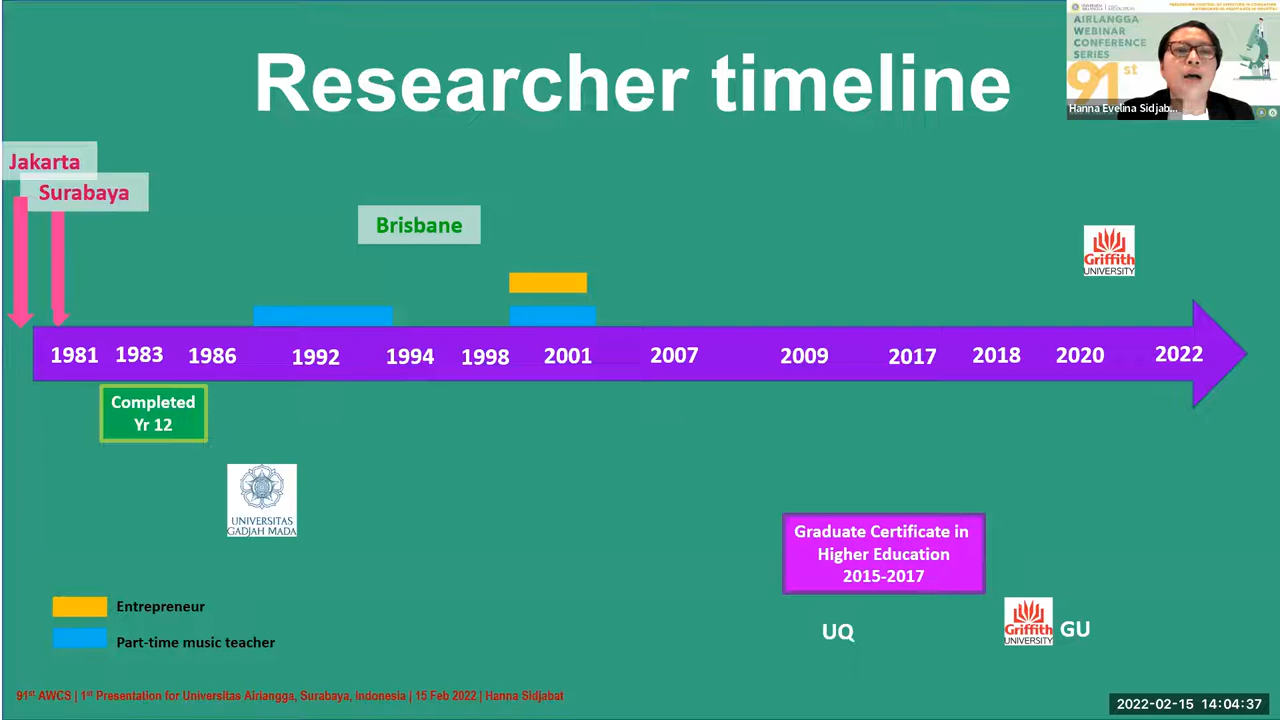 UNIVERSITAS AIRLANGGA
AIRLANGGA
WEBINAR
CONFERENCE
SERIES
91st
Hanna Evelina Sidjab...
Researcher timeline
Jakarta
Surabaya
Brisbane
Griffith
UNIVERSITY
1981 1983 1986 1992 1994 1998 2001 2007 2009 2017 2018 2020 2022
Completed
Yr 12
UNIVERSITAS
GADJAH MADA
Graduate Certificate in
Higher Education
2015-2017
Entrepreneur
Part-time music teacher
UQ
Griffith
UNIVERSITY
GU
91st AWCS | 1st Presentation for Universitas Airlangga, Surabaya, Indonesia | 15 Feb 2022 | Hanna Sidjabat
2022-02-15 14:04:37